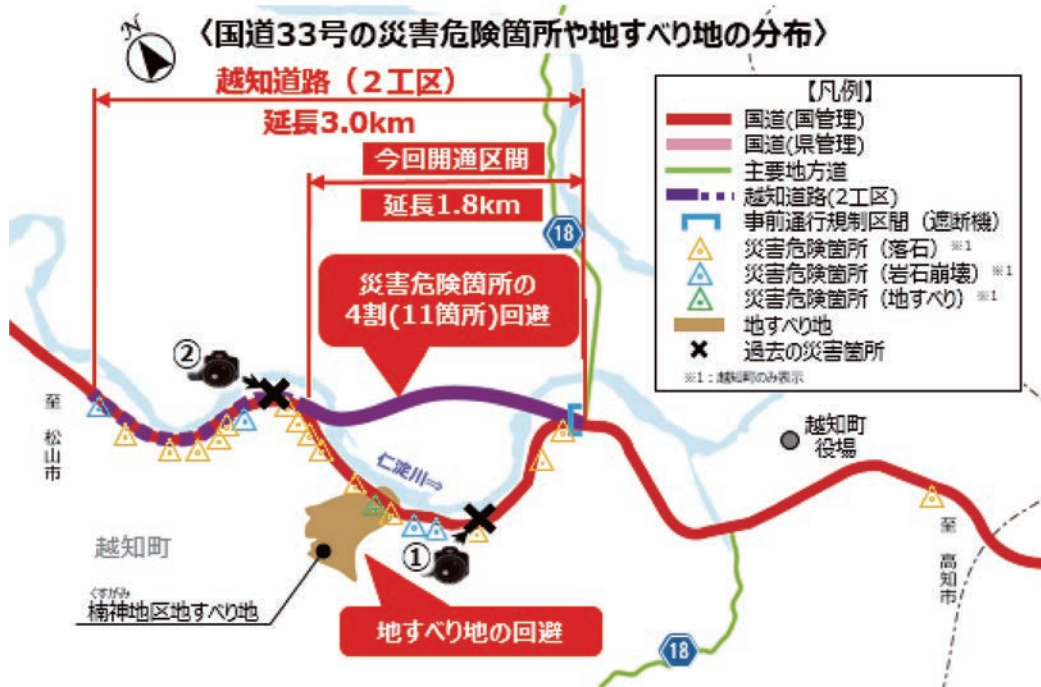 〈国道33号の災害危険箇所や地すべり地の分布〉
N
越知道路（2工区）
延長3.0km
今回開通区間
延長1.8km
【凡例】
国道(国管理)
国道(県管理)
主要地方道
越知道路(2工区)
事前通行規制区間（遮断機）
災害危険箇所（落石）※1
災害危険箇所（岩石崩壊）※1
災害危険箇所（地すべり）※1
地すべり地
過去の災害箇所
※1：越知町のみ表示
18
災害危険箇所の
4割(11箇所)回避
②
至 松山市
越知町
役場
仁淀川⇒
至 高知市
①
越知町
くすがみ
楠神地区地すべり地
地すべり地の回避
18